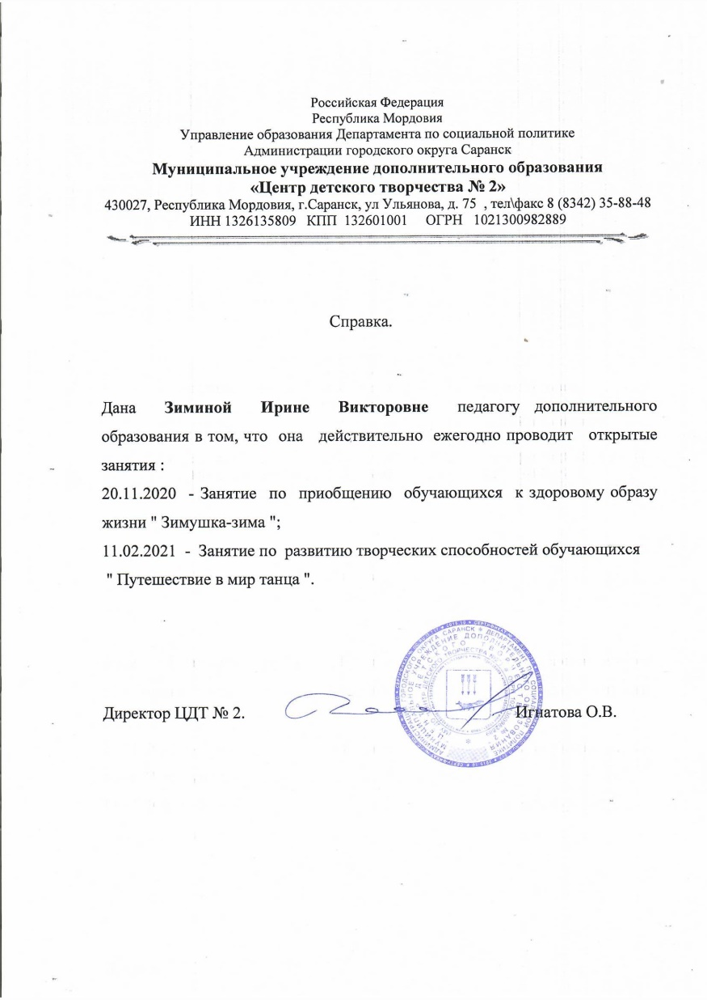 Российская Федерация
Республика Мордовия
Управление образования Департамента по социальной политике
Администрации городского округа Саранск
Муниципальное учреждение дополнительного образования
«Центр детского творчества № 2»
430027, Республика Мордовия, г.Саранск, ул Ульянова, д. 75 , тел\факс 8 (8342) 35-88-48
ИНН 1326135809 КПП 132601001 ОГРН 1021300982889
Справка.
Дана Зиминой Ирине Викторовне педагогу дополнительного
образования в том, что она действительно ежегодно проводит открытые
занятия :
20.11.2020 - Занятие по приобщению обучающихся к здоровому образу
жизни " Зимушка-зима ";
11.02.2021 - Занятие по развитию творческих способностей обучающихся
" Путешествие в мир танца ".
Директор ЦДТ № 2. Игнатова О.В.